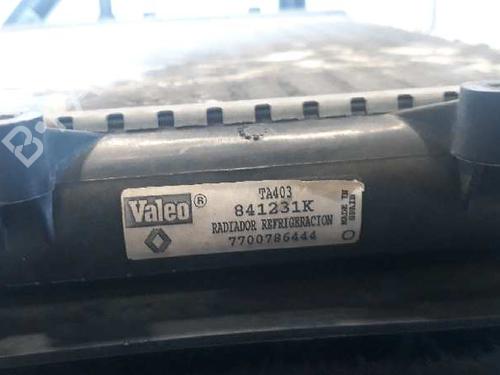 TA403
Valeo®
841231K
RADIADOR REFRIGERACION
7700786444
MADE IN
SPAIN